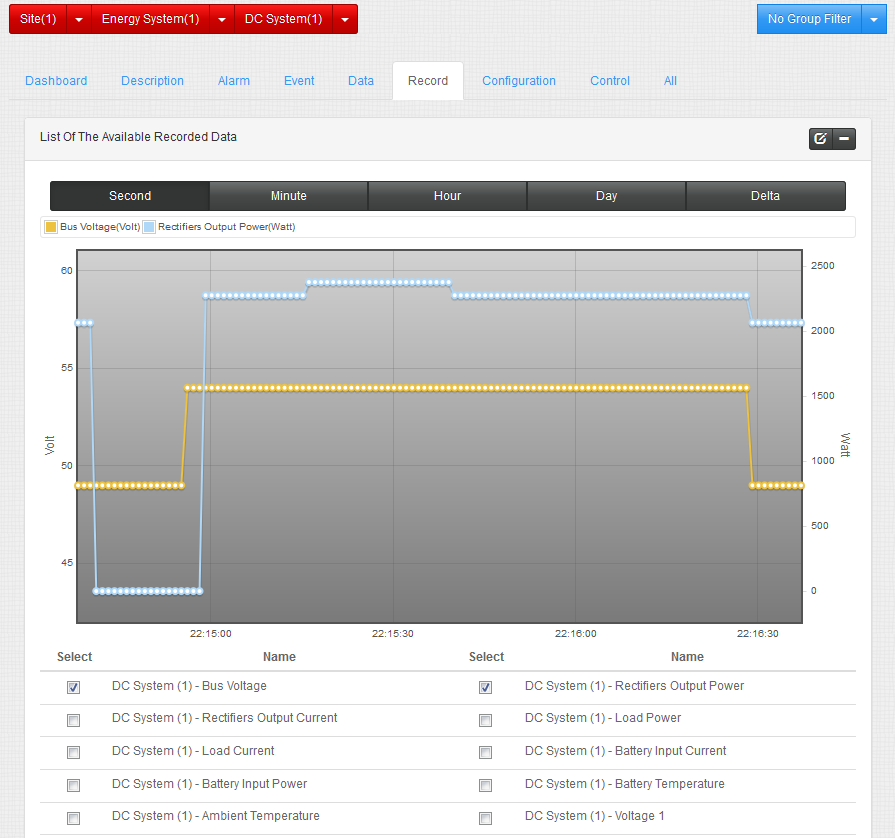 Site(1) Energy System(1) DC System(1) No Group Filter
Dashboard Description Alarm Event Data Record Configuration Control All
List Of The Available Recorded Data
Second Minute Hour Day Delta
Bus Voltage(Volt) Rectifiers Output Power(Watt)
60
55
50
45
Volt
2500
2000
1500
1000
500
0
Watt
22:15:00 22:15:30 22:16:00 22:16:30
Select Name Select Name
DC System (1) - Bus Voltage DC System (1) - Rectifiers Output Power
DC System (1) - Rectifiers Output Current DC System (1) - Load Power
DC System (1) - Load Current DC System (1) - Battery Input Current
DC System (1) - Battery Input Power DC System (1) - Battery Temperature
DC System (1) - Ambient Temperature DC System (1) - Voltage 1